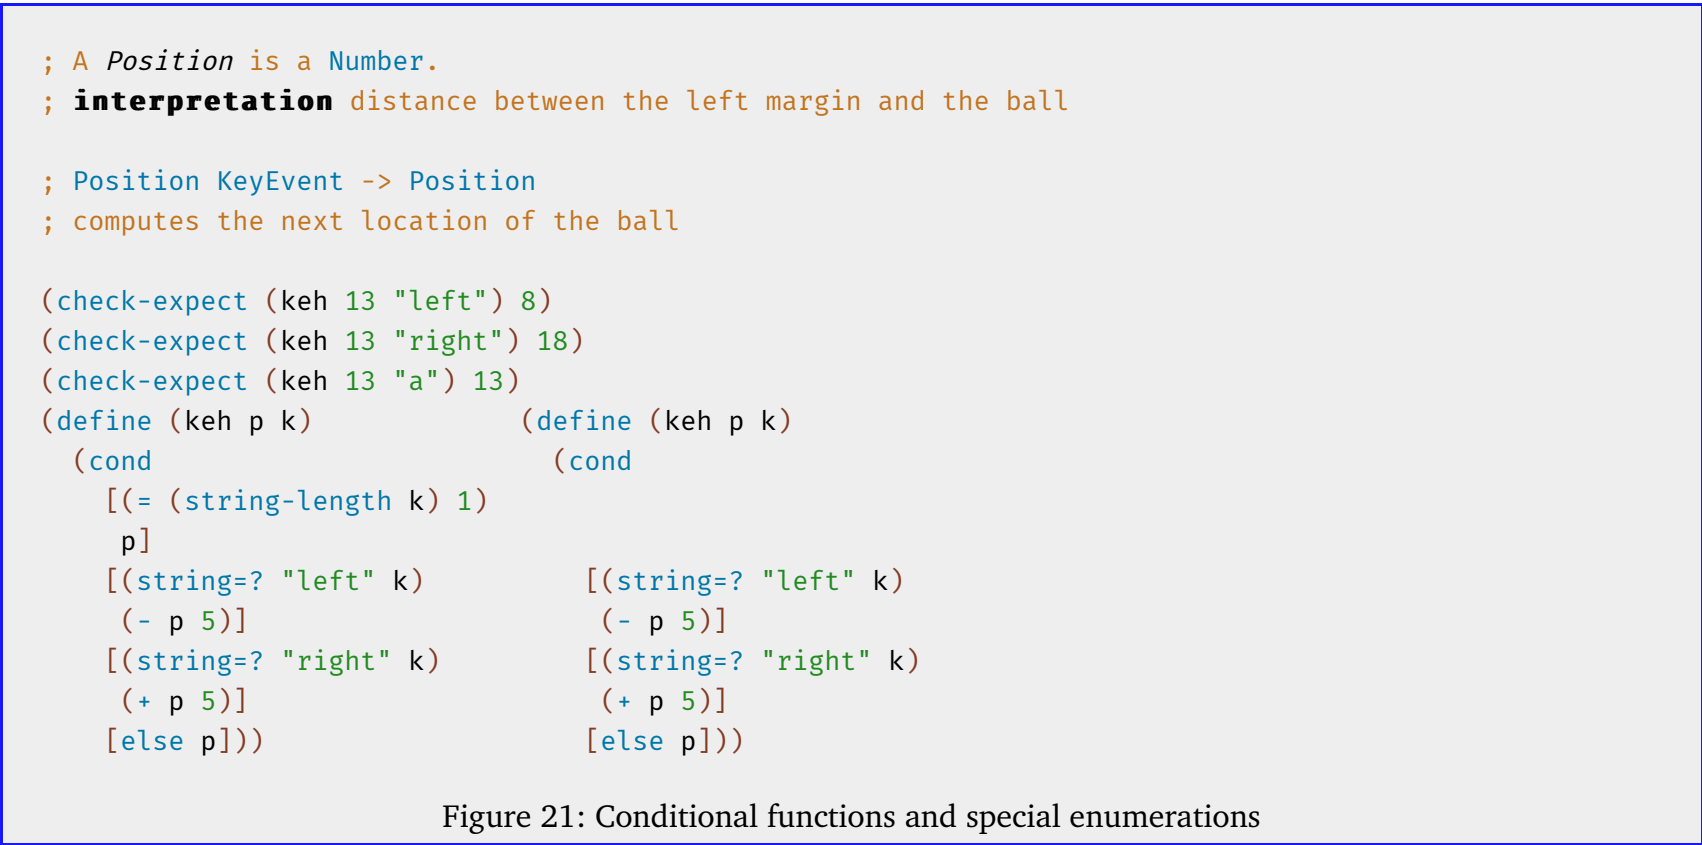 ; A Position is a Number.
; interpretation distance between the left margin and the ball
; Position KeyEvent -> Position
; computes the next location of the ball
(check-expect (keh 13 "left") 8)
(check-expect (keh 13 "right") 18)
(check-expect (keh 13 "a") 13)
(define (keh p k)             (define (keh p k)
  (cond                         (cond
    [(= (string-length k) 1)
     p]
    [(string=? "left" k)          [(string=? "left" k)
     (- p 5)]                      (- p 5)]
    [(string=? "right" k)         [(string=? "right" k)
     (+ p 5)]                      (+ p 5)]
    [else p]))                    [else p]))
Figure 21: Conditional functions and special enumerations